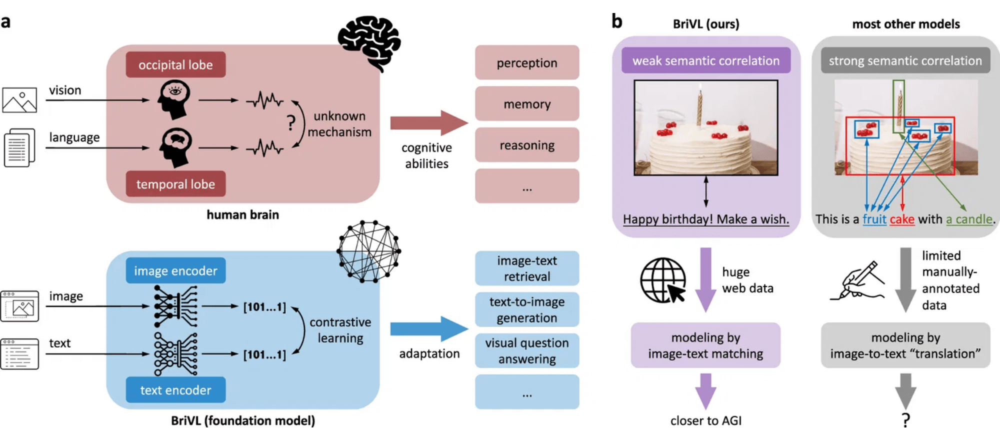 a
occipital lobe
vision
language
?
unknown
mechanism
temporal lobe
human brain
cognitive
abilities
perception
memory
reasoning
...
image encoder
image
[101...1]
text
[101...1]
contrastive
learning
text encoder
BriVL (foundation model)
adaptation
image-text
retrieval
text-to-image
generation
visual question
answering
...
b
BriVL (ours)
weak semantic correlation
Happy birthday! Make a wish.
huge
web data
modeling by
image-text matching
closer to AGI
most other models
strong semantic correlation
This is a fruit cake with a candle.
limited
manually-
annotated
data
modeling by
image-to-text “translation”
?